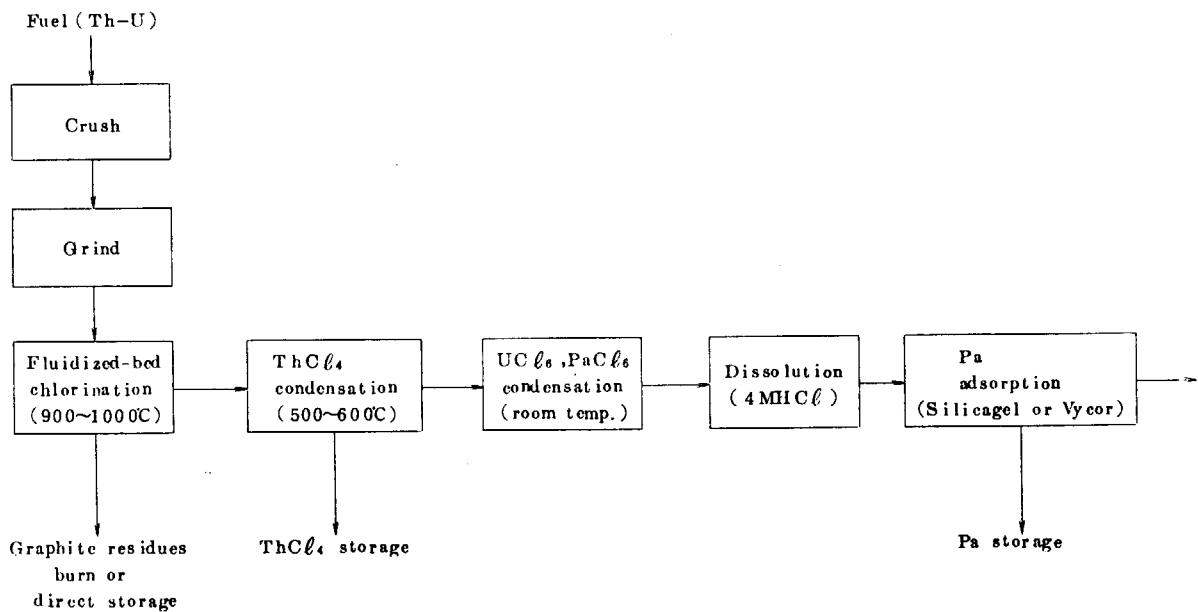 Fuel (Th-U)
Crush
Grind
Fluidized-bed
chlorination
(900~1000℃)
ThCℓ₄
condensation
(500~600℃)
UCℓ₆,PaCℓ₆
condensation
(room temp.)
Dissolution
(4MHCℓ)
Pa
adsorption
(Silicagel or Vycor)
Graphite residues
burn or
direct storage
ThCℓ₄ storage
Pa storage